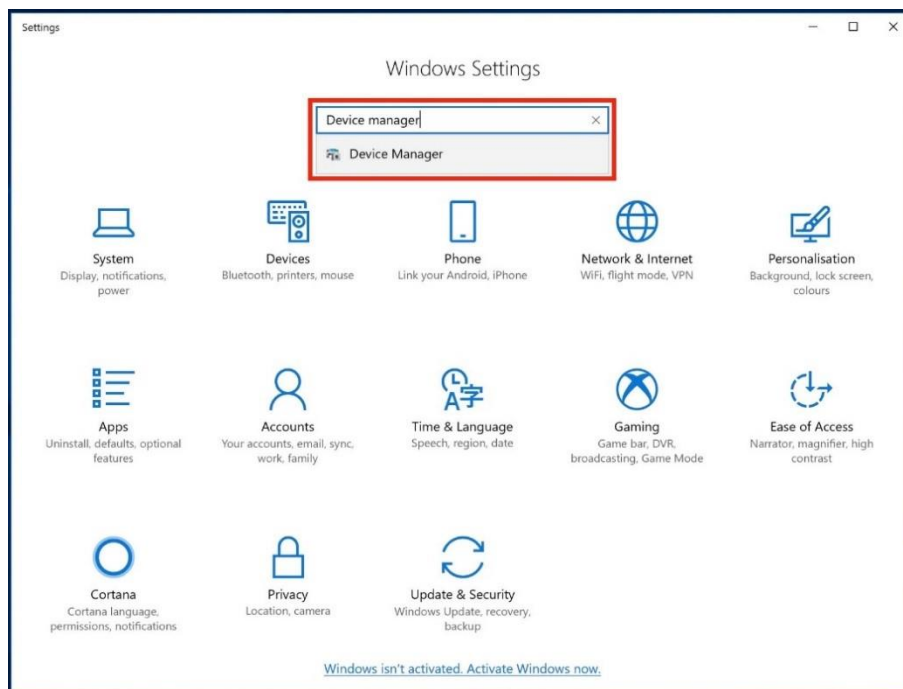 Settings
Windows Settings
Device manager
Device Manager
System
Display, notifications,
power
Devices
Bluetooth, printers, mouse
Phone
Link your Android, iPhone
Network & Internet
WiFi, flight mode, VPN
Personalisation
Background, lock screen,
colours
Apps
Uninstall, defaults, optional
features
Accounts
Your accounts, email, sync,
work, family
Time & Language
Speech, region, date
Gaming
Game bar, DVR,
broadcasting, Game Mode
Ease of Access
Narrator, magnifier, high
contrast
Cortana
Cortana language,
permissions, notifications
Privacy
Location, camera
Update & Security
Windows Update, recovery,
backup
Windows isn't activated. Activate Windows now.